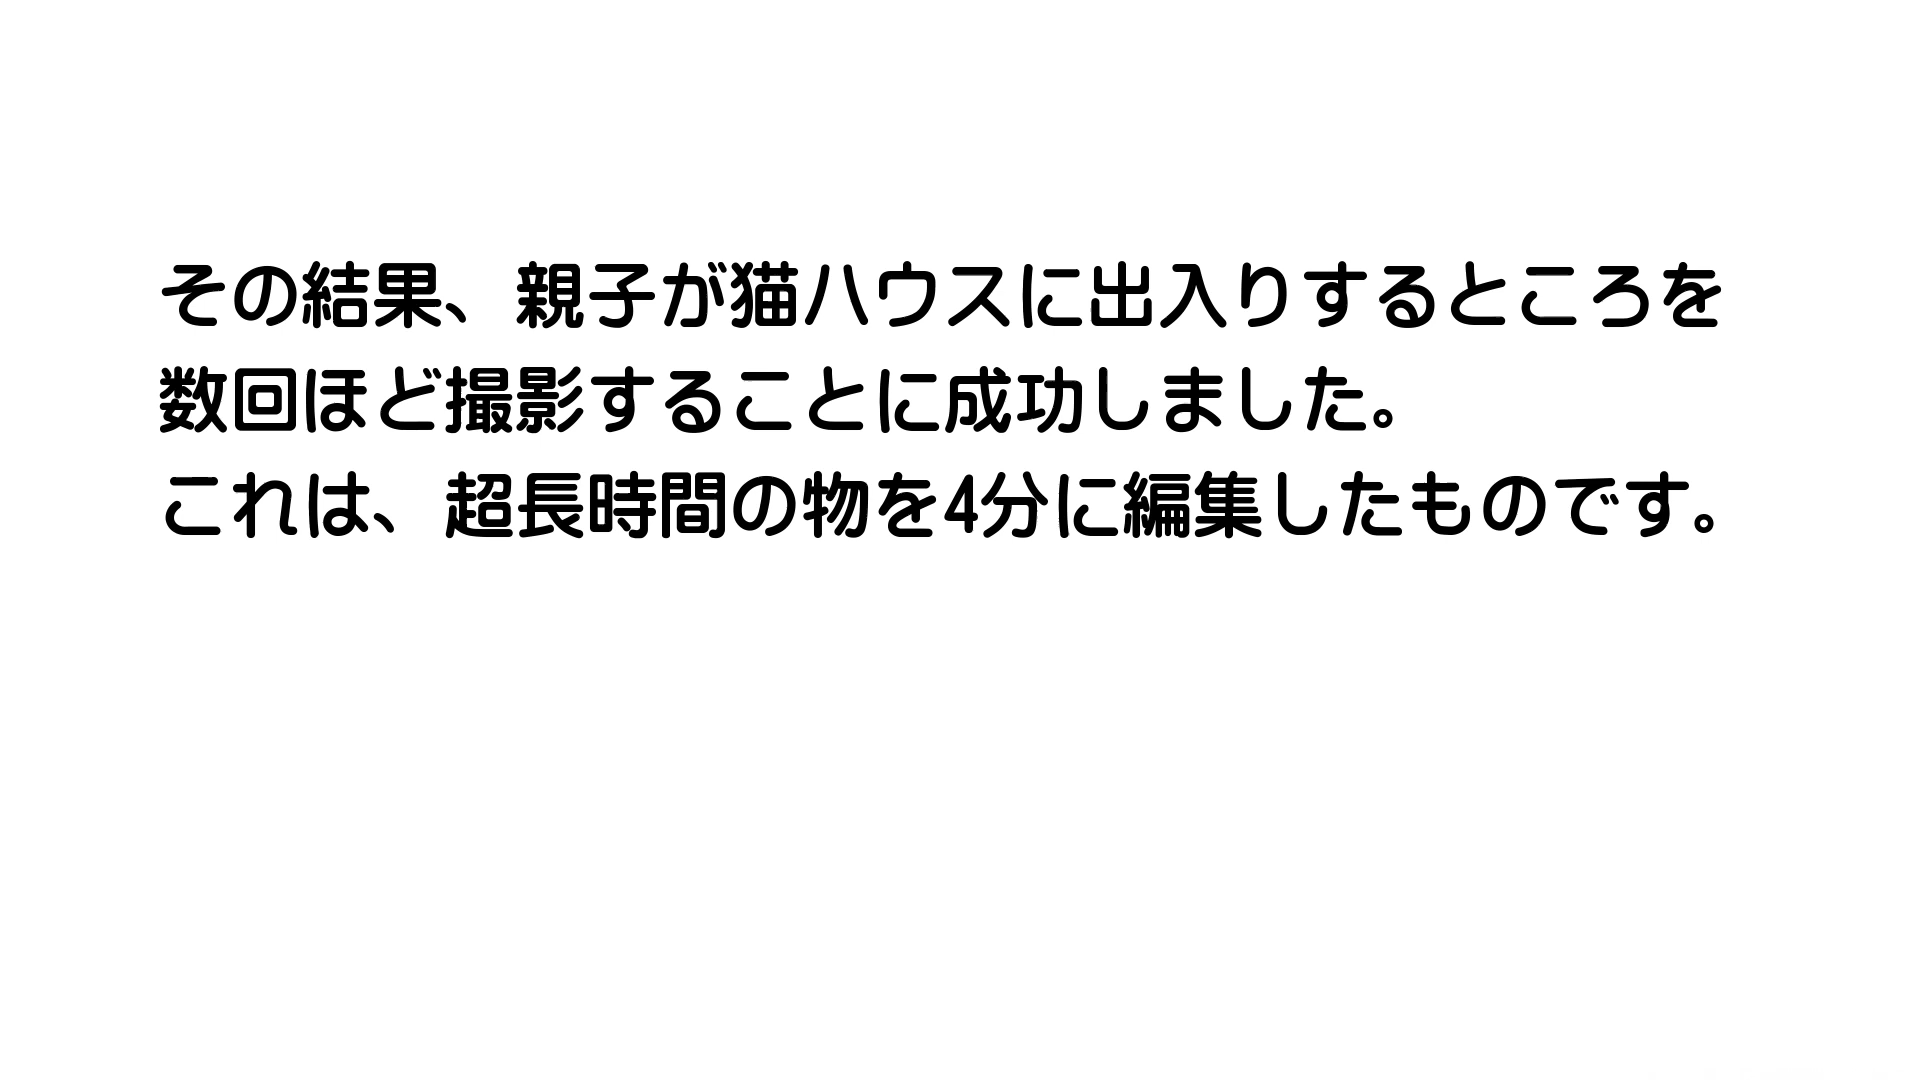 その結果、親子が猫ハウスに出入りするところを
数回ほど撮影することに成功しました。
これは、超長時間の物を4分に編集したものです。